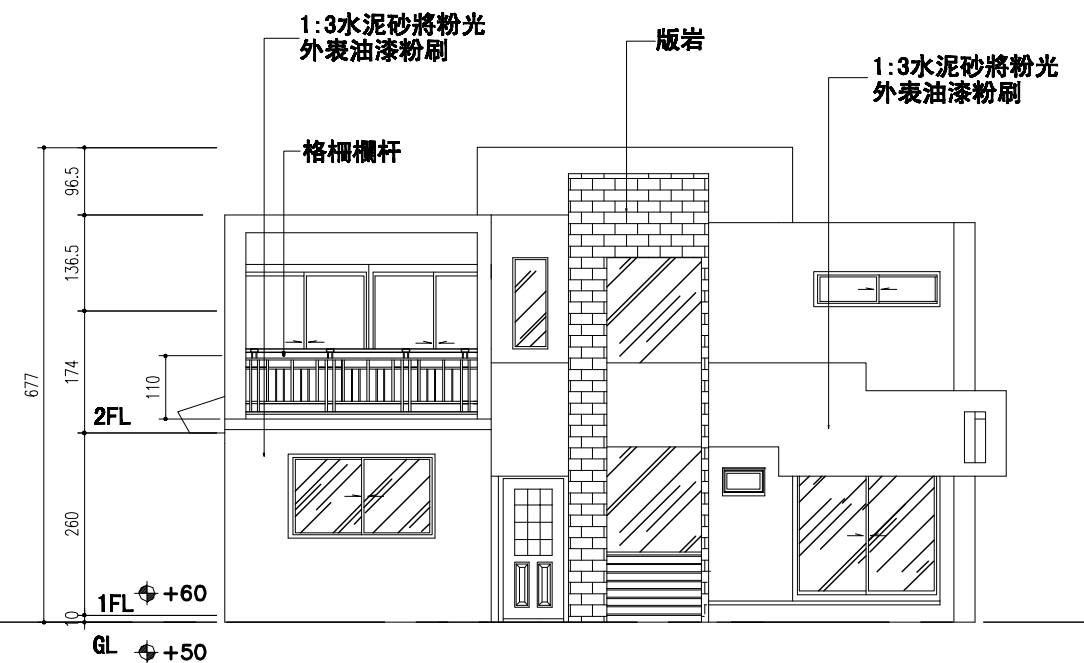 1:3水泥砂將粉光
外表油漆粉刷
版岩
1:3水泥砂將粉光
外表油漆粉刷
格柵欄杆
96.5
136.5
677
174
110
2FL
260
1FL
+60
10
GL
+50